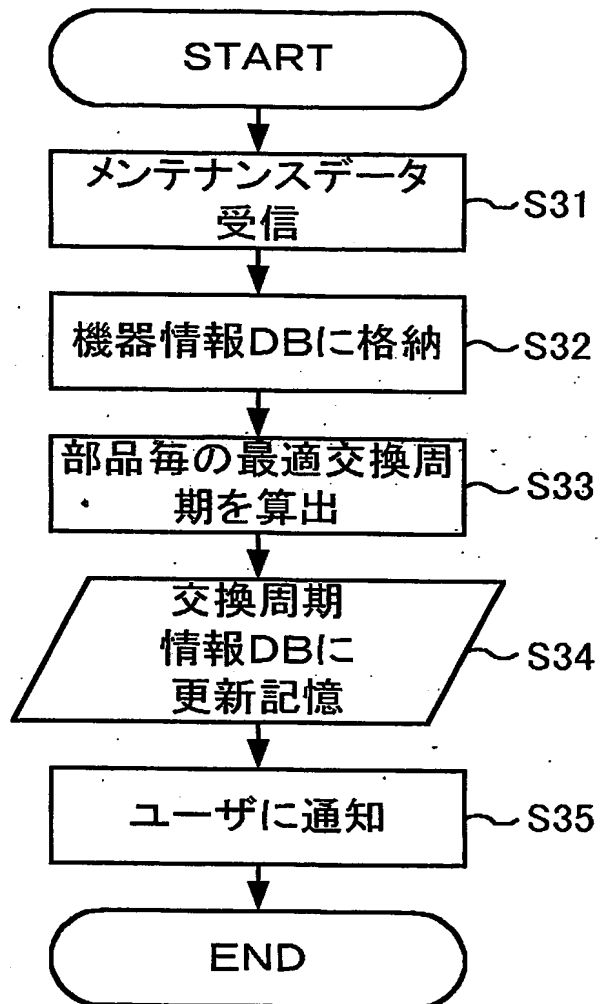 START
メンテナンスデータ
受信
S31
機器情報DBに格納
S32
部品毎の最適交換周
期を算出
S33
交換周期
情報DBに
更新記憶
S34
ユーザに通知
S35
END